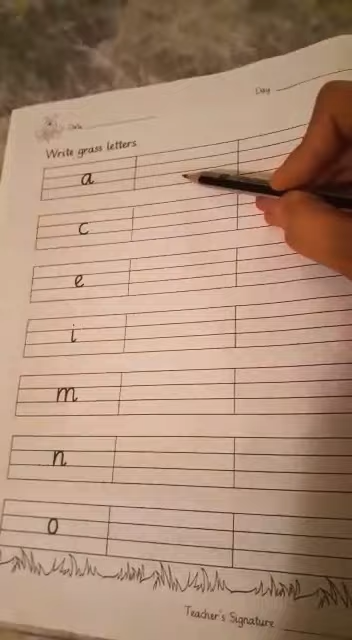 Date
Day
Write grass letters
a
c
e
i
m
n
o
Teacher's Signature